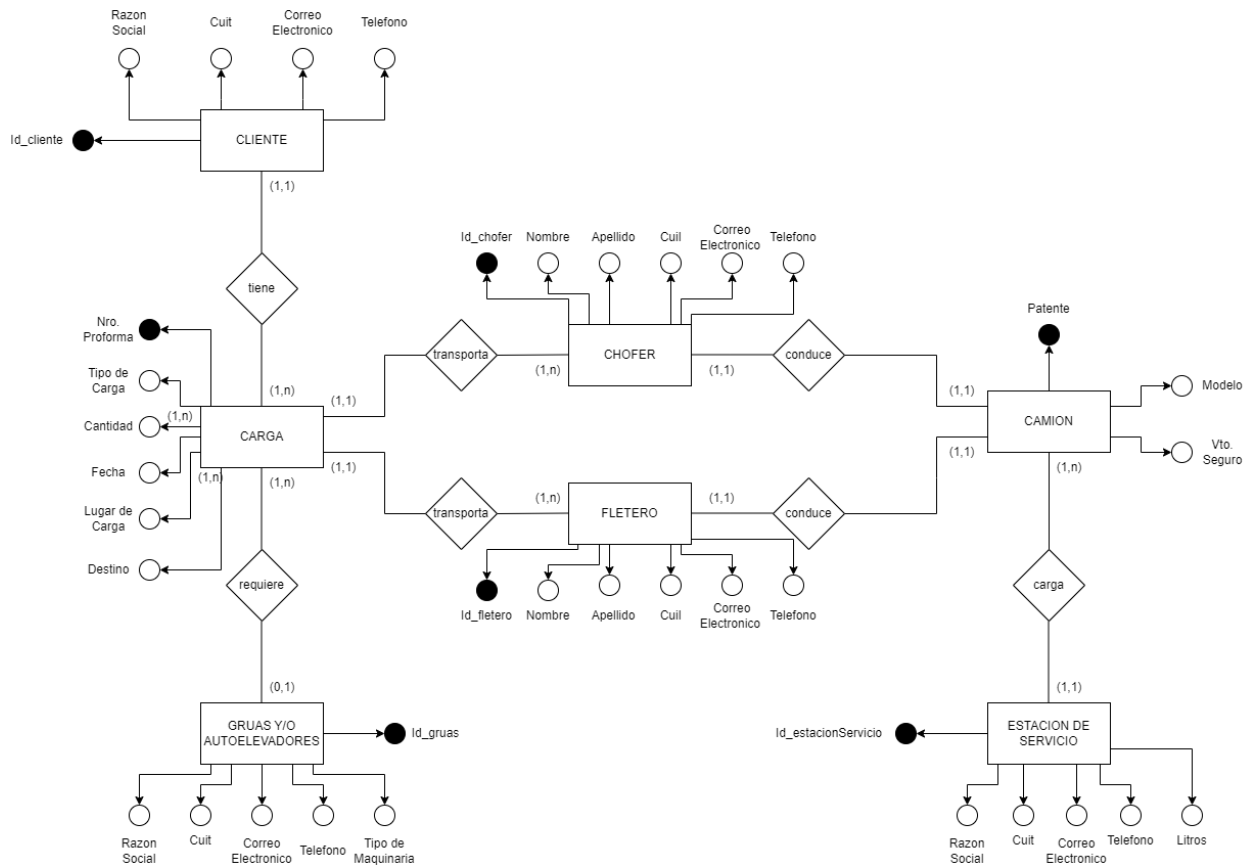 Razon
Social
Cuit
Correo
Electronico
Telefono
Id_cliente
CLIENTE
(1,1)
tiene
Id_chofer
Nombre
Apellido
Cuil
Correo
Electronico
Telefono
Nro.
Proforma
Patente
transporta
CHOFER
conduce
(1,n)
(1,1)
Tipo de
Carga
(1,n)
(1,1)
(1,1)
Modelo
(1,n)
Cantidad
CARGA
CAMION
Fecha
(1,n)
(1,n)
(1,1)
(1,1)
(1,n)
Vto.
Seguro
Lugar de
Carga
(1,n)
(1,1)
transporta
FLETERO
conduce
Destino
requiere
carga
Id_fletero
Nombre
Apellido
Cuil
Correo
Electronico
Telefono
(0,1)
(1,1)
GRUAS Y/O
AUTOELEVADORES
Id_gruas
Id_estacionServicio
ESTACION DE
SERVICIO
Razon
Social
Cuit
Correo
Electronico
Telefono
Tipo de
Maquinaria
Razon
Social
Cuit
Correo
Electronico
Telefono
Litros